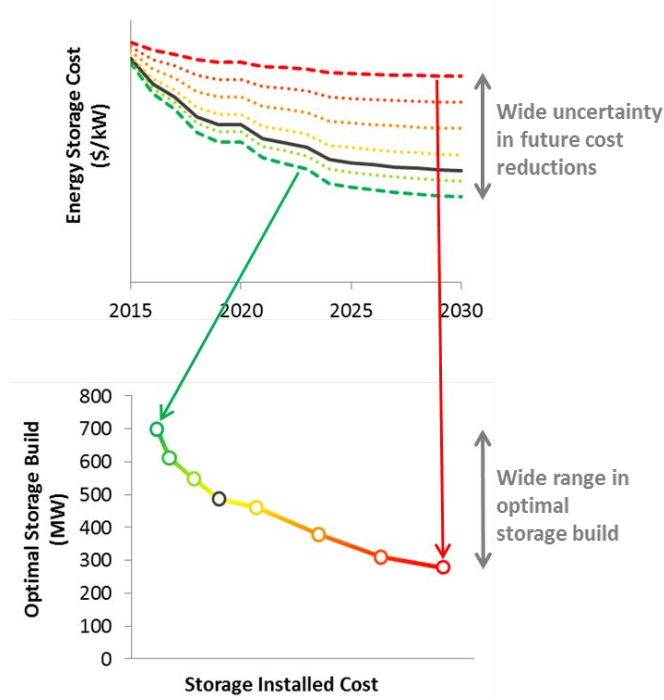 Energy Storage Cost
($/kW)
Wide uncertainty
in future cost
reductions
2015
2020
2025
2030
Optimal Storage Build
(MW)
800
700
600
500
400
300
200
100
0
Wide range in
optimal
storage build
Storage Installed Cost